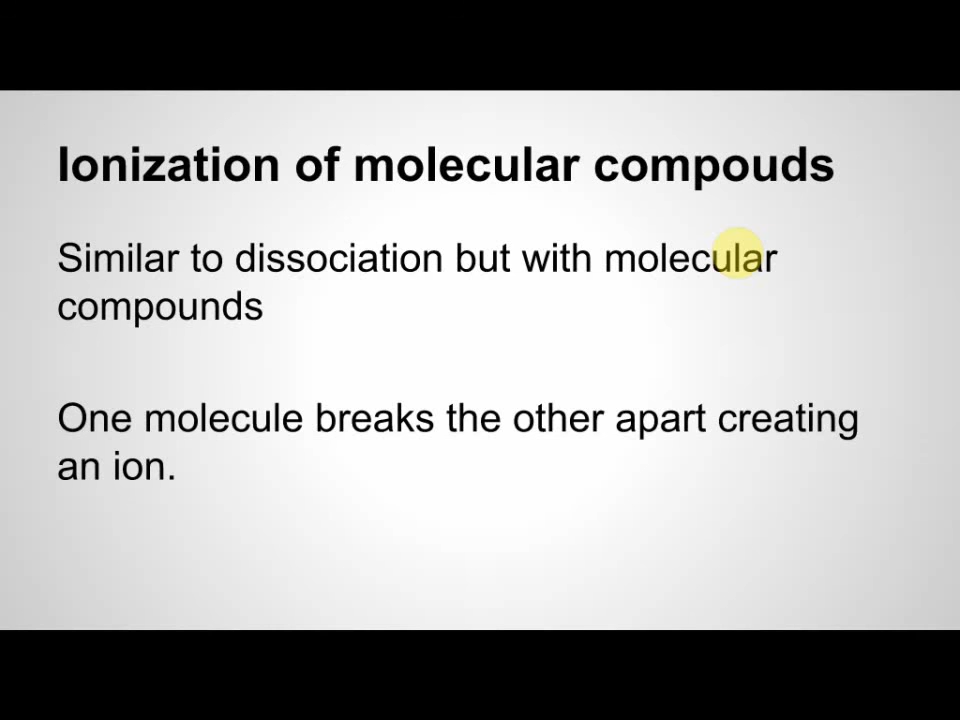 Ionization of molecular compouds
Similar to dissociation but with molecular
compounds
One molecule breaks the other apart creating
an ion.